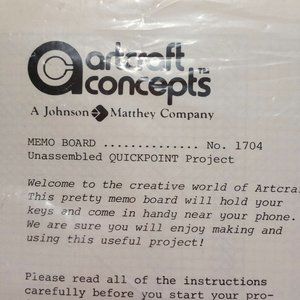 artcraft
concepts™
A Johnson Matthey Company
MEMO BOARD .............. No. 1704
Unassembled QUICKPOINT Project
Welcome to the creative world of Artcra
This pretty memo board will hold your
keys and come in handy near your phone.
We are sure you will enjoy making and
using this useful project!
Please read all of the instructions
carefully before you start your pro-